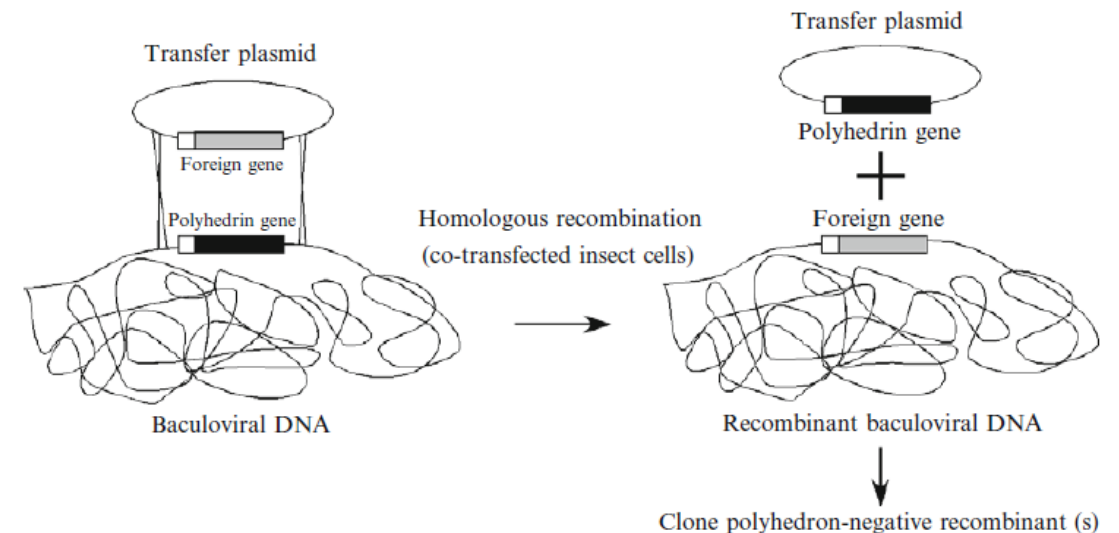 Transfer plasmid
Foreign gene
Polyhedrin gene
Baculoviral DNA
Homologous recombination
(co-transfected insect cells)
Transfer plasmid
Polyhedrin gene
+
Foreign gene
Recombinant baculoviral DNA
Clone polyhedron-negative recombinant (s)